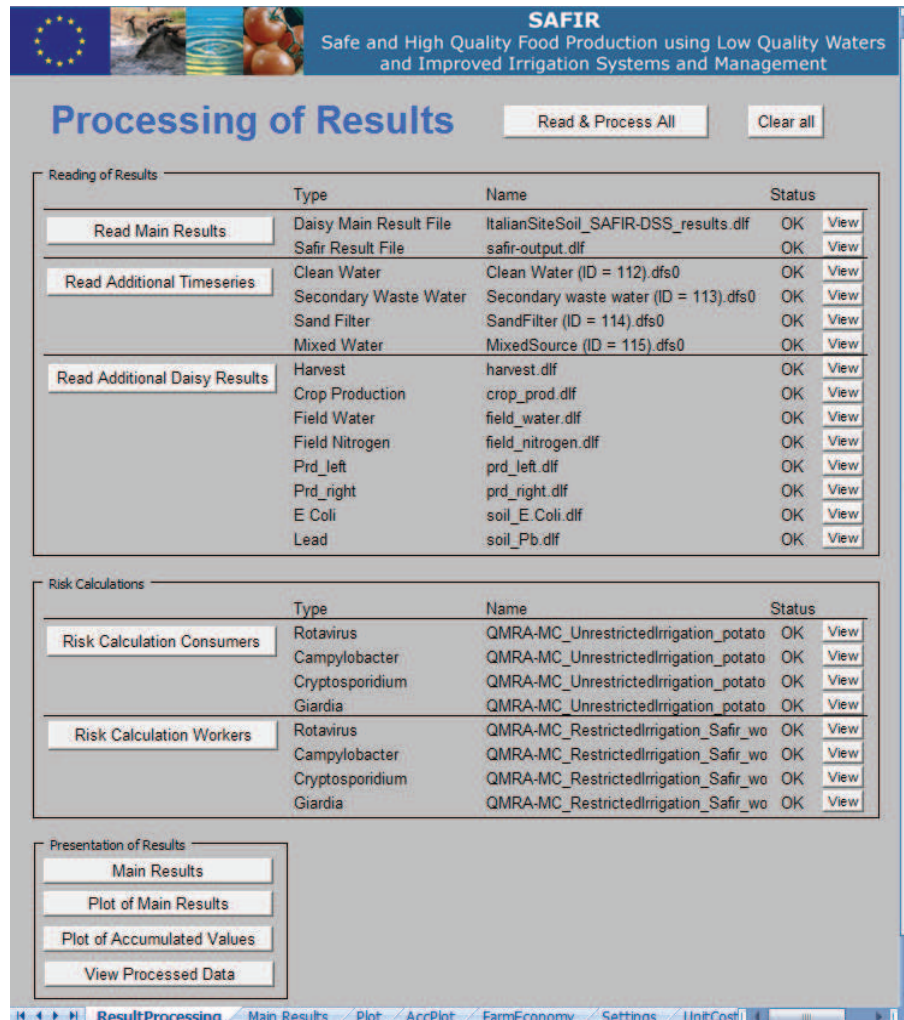 SAFIR
Safe and High Quality Food Production using Low Quality Waters
and Improved Irrigation Systems and Management
Processing of Results
Read & Process All
Clear all
Reading of Results
Type Name Status
Read Main Results Daisy Main Result File ItalianSiteSoil_SAFIR-DSS_results.dlf OK View
Safir Result File safir-output.dlf OK View
Read Additional Timeseries Clean Water Clean Water (ID = 112).dfs0 OK View
Secondary Waste Water Secondary waste water (ID = 113).dfs0 OK View
Sand Filter SandFilter (ID = 114).dfs0 OK View
Mixed Water MixedSource (ID = 115).dfs0 OK View
Read Additional Daisy Results Harvest harvest.dlf OK View
Crop Production crop_prod.dlf OK View
Field Water field_water.dlf OK View
Field Nitrogen field_nitrogen.dlf OK View
Prd_left prd_left.dlf OK View
Prd_right prd_right.dlf OK View
E Coli soil_E.Coli.dlf OK View
Lead soil_Pb.dlf OK View
Risk Calculations
Type Name Status
Risk Calculation Consumers Rotavirus QMRA-MC_UnrestrictedIrrigation_potato OK View
Campylobacter QMRA-MC_UnrestrictedIrrigation_potato OK View
Cryptosporidium QMRA-MC_UnrestrictedIrrigation_potato OK View
Giardia QMRA-MC_UnrestrictedIrrigation_potato OK View
Risk Calculation Workers Rotavirus QMRA-MC_RestrictedIrrigation_Safir_wo OK View
Campylobacter QMRA-MC_RestrictedIrrigation_Safir_wo OK View
Cryptosporidium QMRA-MC_RestrictedIrrigation_Safir_wo OK View
Giardia QMRA-MC_RestrictedIrrigation_Safir_wo OK View
Presentation of Results
Main Results
Plot of Main Results
Plot of Accumulated Values
View Processed Data
ResultProcessing Main Results Plot AccPlot FarmEconomy Settings UnitCost